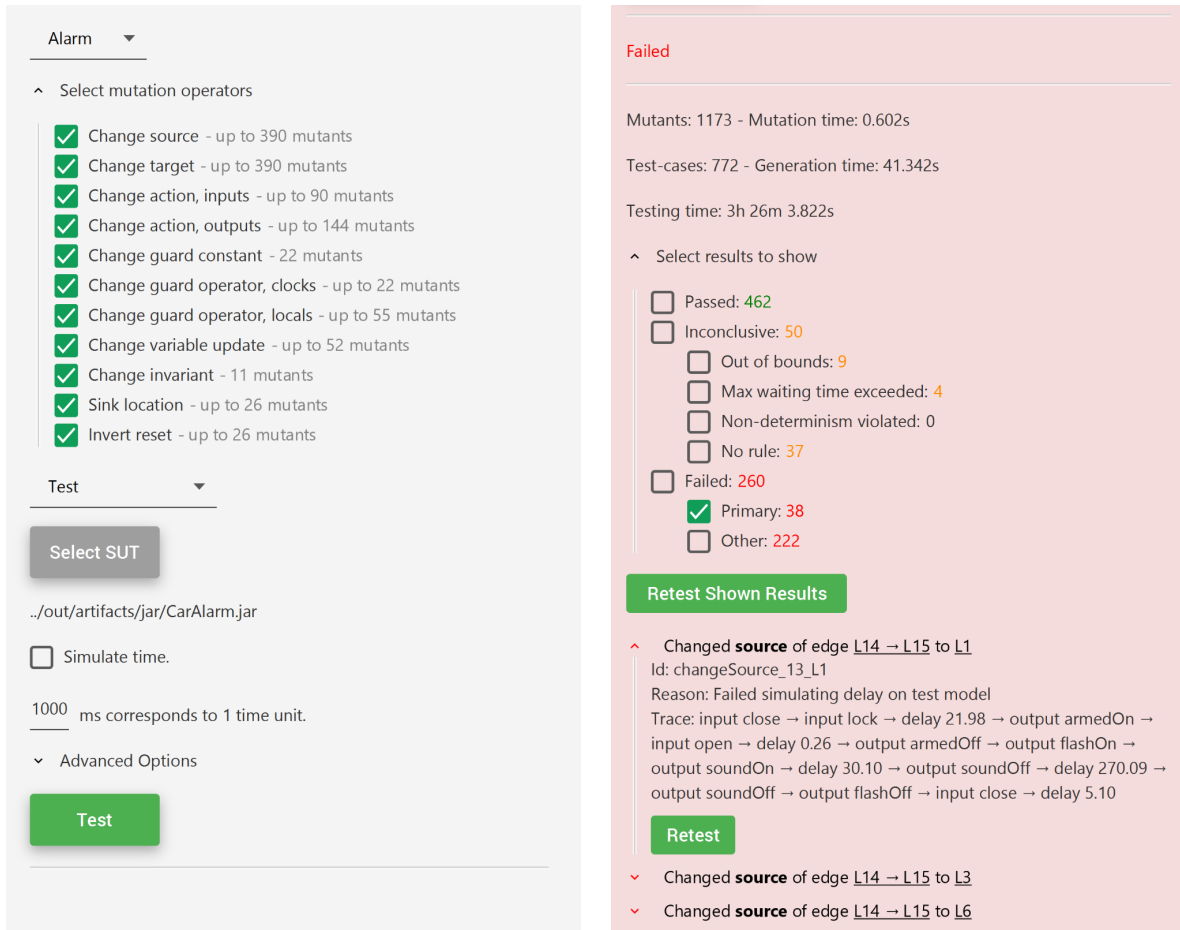 Alarm
Select mutation operators
Change source - up to 390 mutants
Change target - up to 390 mutants
Change action, inputs - up to 90 mutants
Change action, outputs - up to 144 mutants
Change guard constant - 22 mutants
Change guard operator, clocks - up to 22 mutants
Change guard operator, locals - up to 55 mutants
Change variable update - up to 52 mutants
Change invariant - 11 mutants
Sink location - up to 26 mutants
Invert reset - up to 26 mutants
Test
Select SUT
../out/artifacts/jar/CarAlarm.jar
Simulate time.
1000 ms corresponds to 1 time unit.
Advanced Options
Test
Failed
Mutants: 1173 - Mutation time: 0.602s
Test-cases: 772 - Generation time: 41.342s
Testing time: 3h 26m 3.822s
Select results to show
Passed: 462
Inconclusive: 50
Out of bounds: 9
Max waiting time exceeded: 4
Non-determinism violated: 0
No rule: 37
Failed: 260
Primary: 38
Other: 222
Retest Shown Results
Changed source of edge L14 → L15 to L1
Id: changeSource_13_L1
Reason: Failed simulating delay on test model
Trace: input close → input lock → delay 21.98 → output armedOn →
input open → delay 0.26 → output armedOff → output flashOn →
output soundOn → delay 30.10 → output soundOff → delay 270.09 →
output soundOff → output flashOff → input close → delay 5.10
Retest
Changed source of edge L14 → L15 to L3
Changed source of edge L14 → L15 to L6